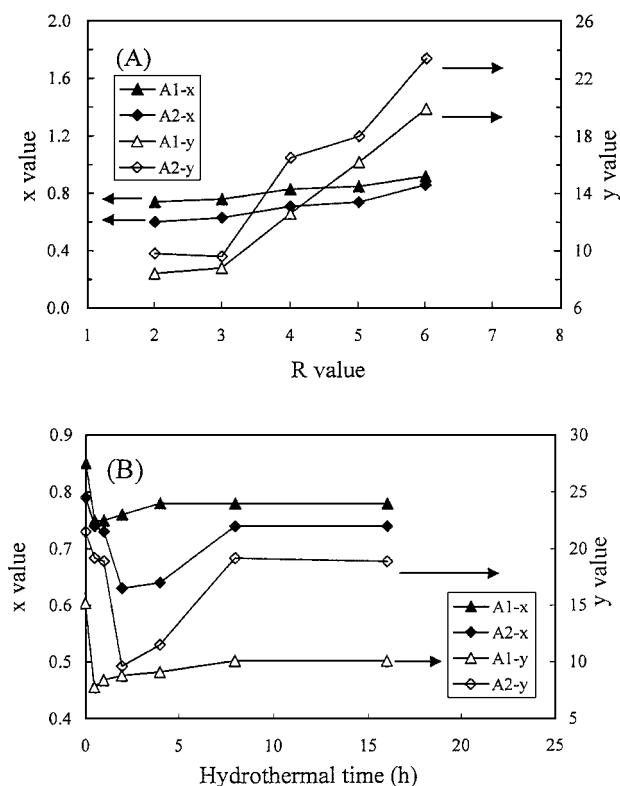 (A)
A1-x
A2-x
A1-y
A2-y
2.0
1.6
1.2
0.8
0.4
0.0
x value
26
22
18
14
10
6
y value
1 2 3 4 5 6 7 8
R value
(B)
0.9
0.8
0.7
0.6
0.5
0.4
x value
30
25
20
15
10
5
y value
A1-x
A2-x
A1-y
A2-y
0 5 10 15 20 25
Hydrothermal time (h)